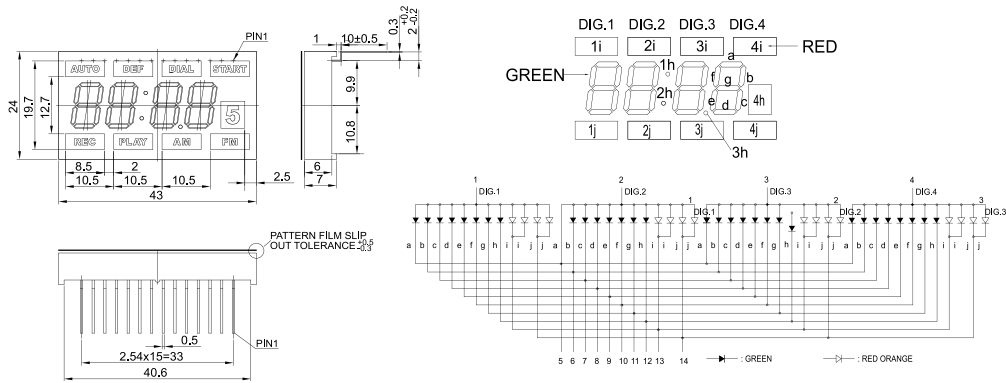 1
10±0.5
0.3
+0.2
2 -0.2
PIN1
AUTO
DEF
DIAL
START
24
19.7
12.7
9.9
10.8
5
REC
PLAY
AM
FM
8.5
2
10.5
10.5
10.5
2.5
43
6
7
DIG.1 DIG.2 DIG.3 DIG.4
1i 2i 3i 4i
RED
GREEN
a
1h
f b
g
2h
e c
d
4h
1j 2j 3j 4j
3h
PATTERN FILM SLIP
OUT TOLERANCE +0.5 -0.3
0.5
PIN1
2.54x15=33
40.6
1 2 3 4
DIG.1 DIG.2 DIG.3 DIG.4
1 2 3
DIG.1 DIG.2 DIG.3
a b c d e f g h i i j j
a b c d e f g h i i j j
a b c d e f g h i i j j
a b c d e f g h i i j j
5 6 7 8 9 10 11 12 13 14
: GREEN
: RED ORANGE